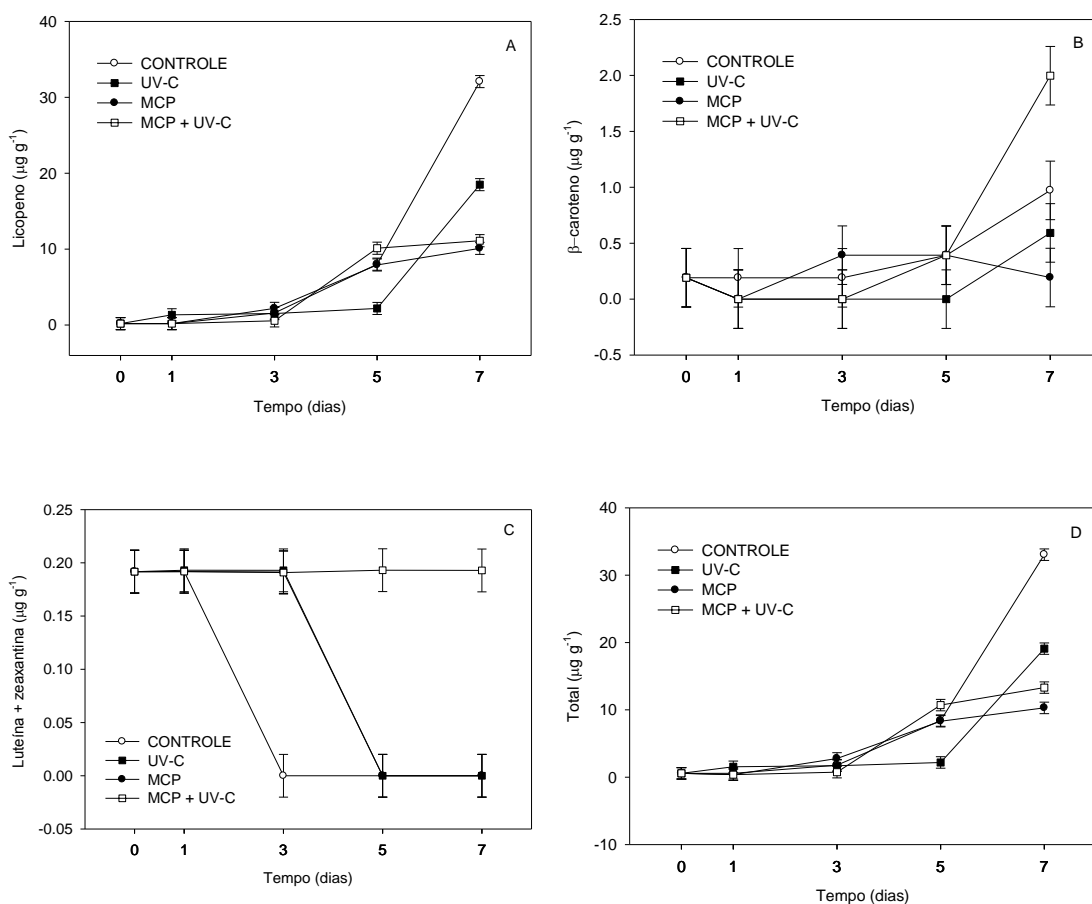 A
Licopeno (µg g-1)
40
30
20
10
0
CONTROLE
UV-C
MCP
MCP + UV-C
0 1 3 5 7
Tempo (dias)
B
β-caroteno (µg g-1)
2.5
2.0
1.5
1.0
0.5
0.0
-0.5
CONTROLE
UV-C
MCP
MCP + UV-C
0 1 3 5 7
Tempo (dias)
C
Luteína + zeaxantina (µg g-1)
0.25
0.20
0.15
0.10
0.05
0.00
-0.05
CONTROLE
UV-C
MCP
MCP + UV-C
0 1 3 5 7
Tempo (dias)
D
Total (µg g-1)
40
30
20
10
0
-10
CONTROLE
UV-C
MCP
MCP + UV-C
0 1 3 5 7
Tempo (dias)